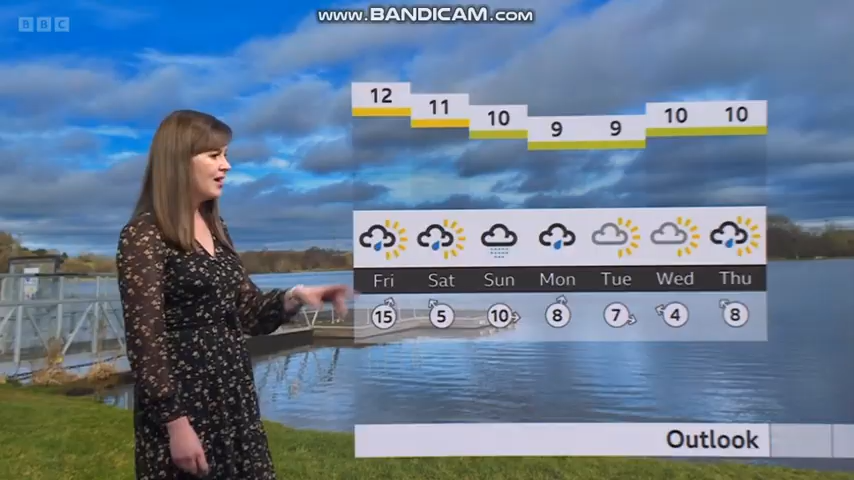 BBC
www.BANDICAM.com
12 11 10 9 9 10 10
Fri Sat Sun Mon Tue Wed Thu
15 5 10 8 7 4 8
Outlook